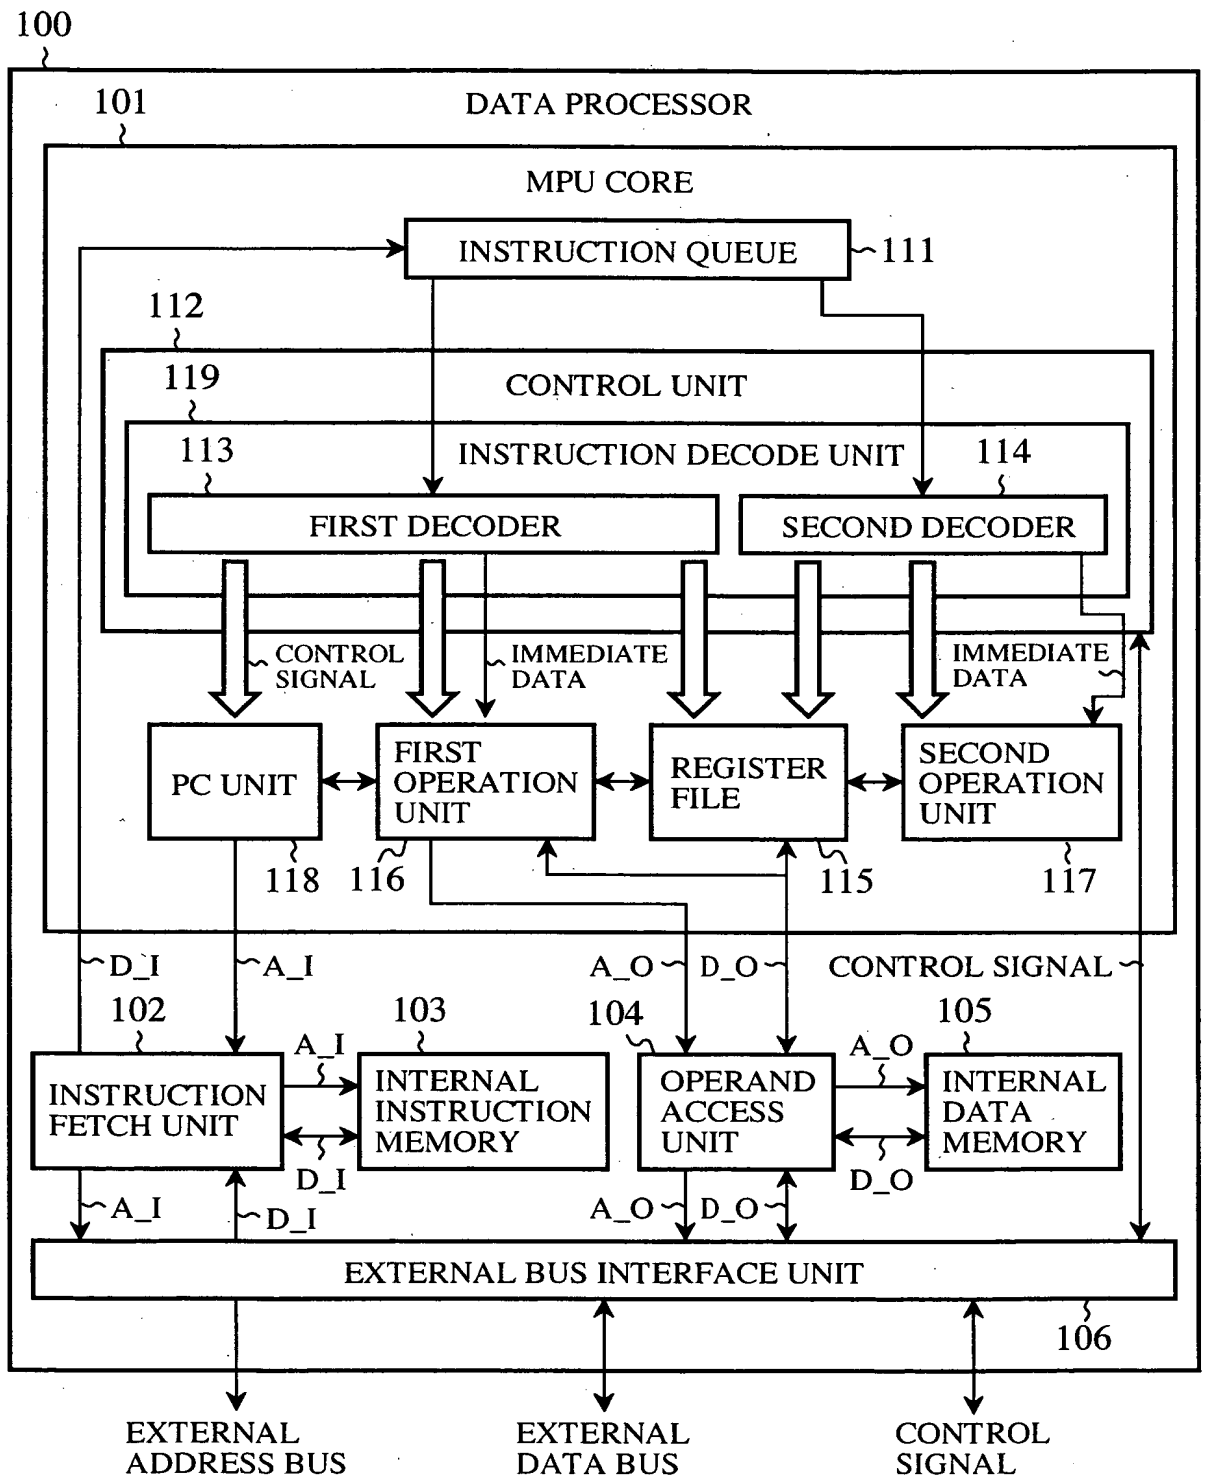 100
DATA PROCESSOR
101
MPU CORE
INSTRUCTION QUEUE
111
112
CONTROL UNIT
119
INSTRUCTION DECODE UNIT
113
114
FIRST DECODER
SECOND DECODER
CONTROL
SIGNAL
IMMEDIATE
DATA
IMMEDIATE
DATA
PC UNIT
FIRST
OPERATION
UNIT
REGISTER
FILE
SECOND
OPERATION
UNIT
118
116
115
117
D_I
A_I
A_O
D_O
CONTROL SIGNAL
102
103
104
105
INSTRUCTION
FETCH UNIT
A_I
D_I
INTERNAL
INSTRUCTION
MEMORY
OPERAND
ACCESS
UNIT
A_O
D_O
INTERNAL
DATA
MEMORY
A_I
D_I
A_O
D_O
EXTERNAL BUS INTERFACE UNIT
106
EXTERNAL
ADDRESS BUS
EXTERNAL
DATA BUS
CONTROL
SIGNAL